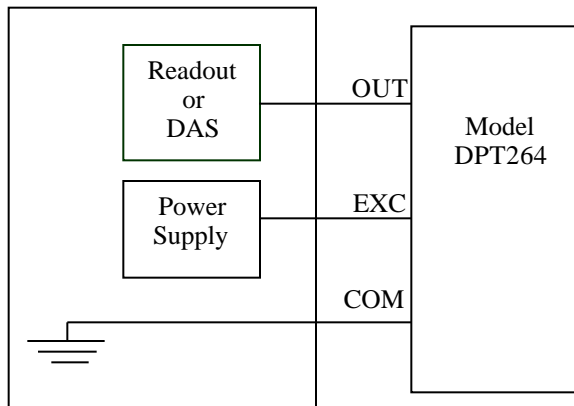 Readout
or
DAS
OUT
Model
DPT264
Power
Supply
EXC
COM